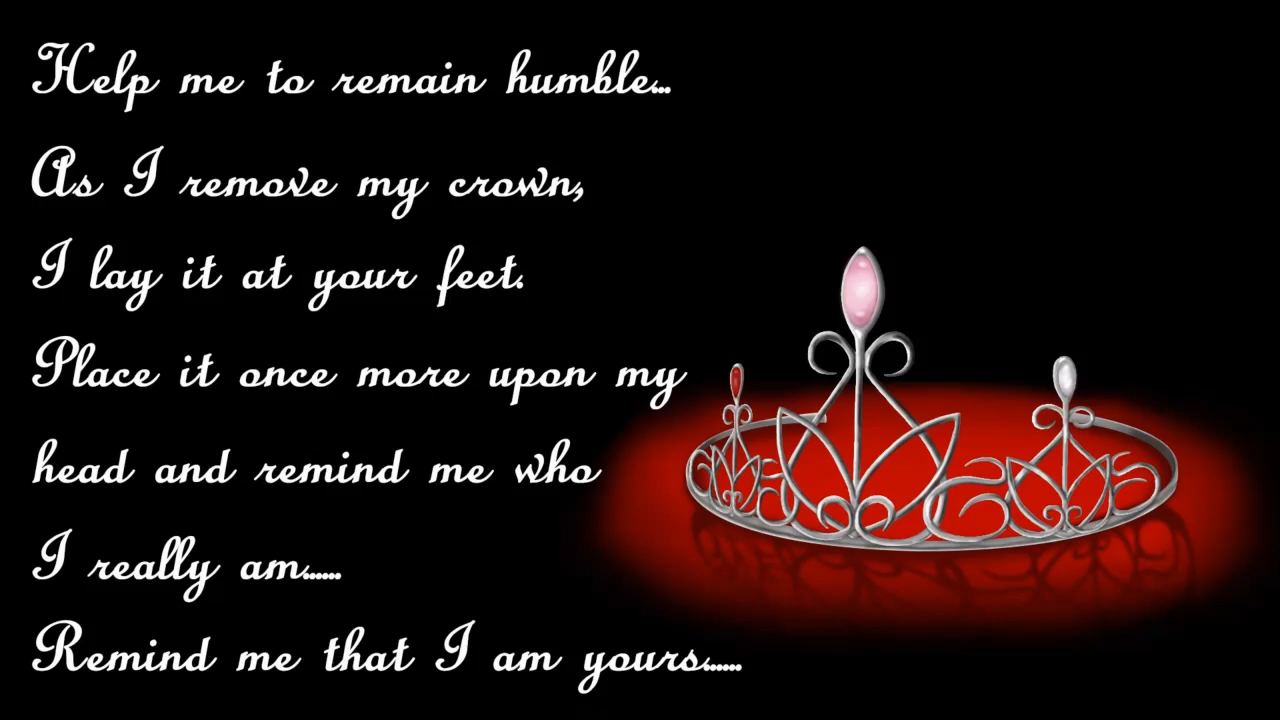 Help me to remain humble...
As I remove my crown,
I lay it at your feet.
Place it once more upon my
head and remind me who
I really am......
Remind me that I am yours......